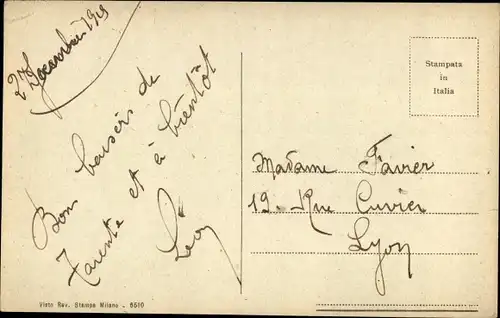 27 Décembre 1919
Bons baisers de
Tarente et à bientôt
Léon
Stampata
in
Italia
Madame Favier
19. Rue Cuvier
Lyon
Visto Rev. Stampa Milano - 6510